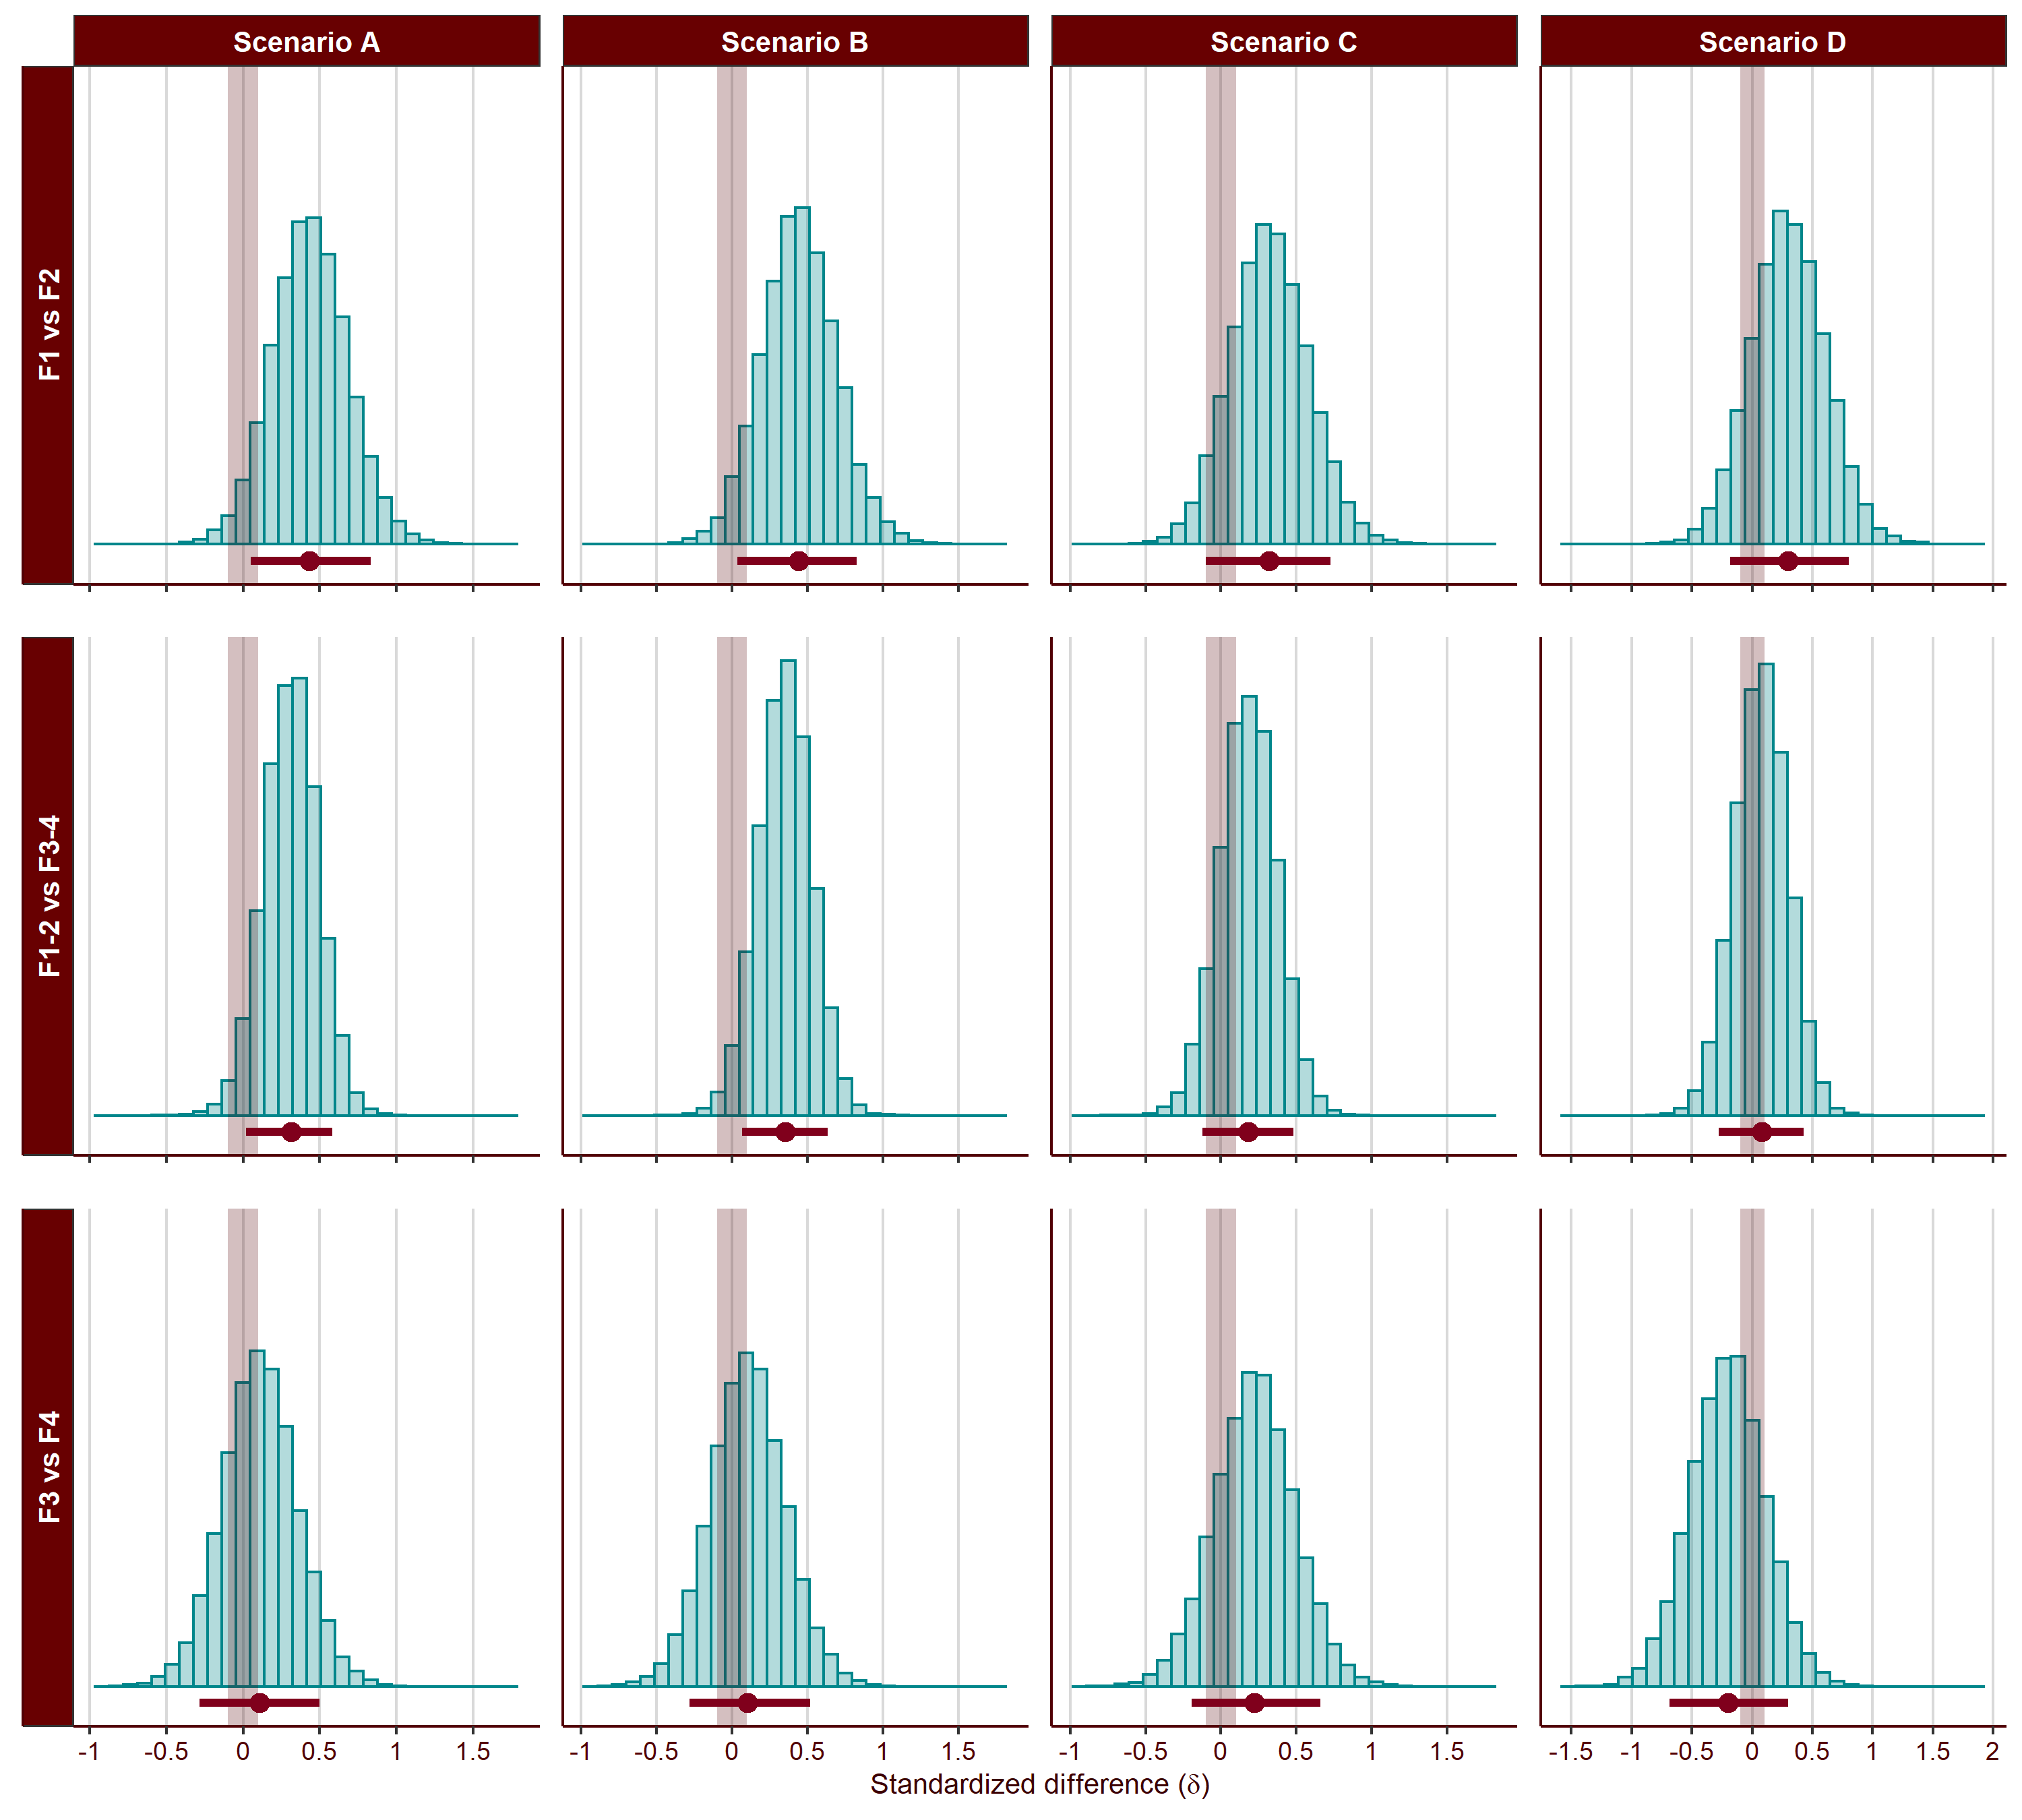 Scenario A Scenario B Scenario C Scenario D
F1 vs F2
F1-2 vs F3-4
F3 vs F4
-1 -0.5 0 0.5 1 1.5 -1 -0.5 0 0.5 1 1.5 -1 -0.5 0 0.5 1 1.5 -1.5 -1 -0.5 0 0.5 1 1.5 2
Standardized difference (δ)